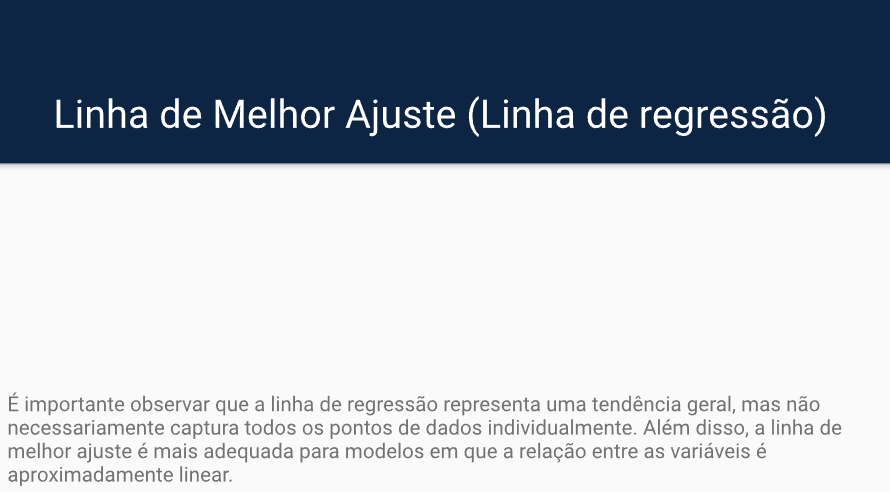 Linha de Melhor Ajuste (Linha de regressão)
É importante observar que a linha de regressão representa uma tendência geral, mas não
necessariamente captura todos os pontos de dados individualmente. Além disso, a linha de
melhor ajuste é mais adequada para modelos em que a relação entre as variáveis é
aproximadamente linear.